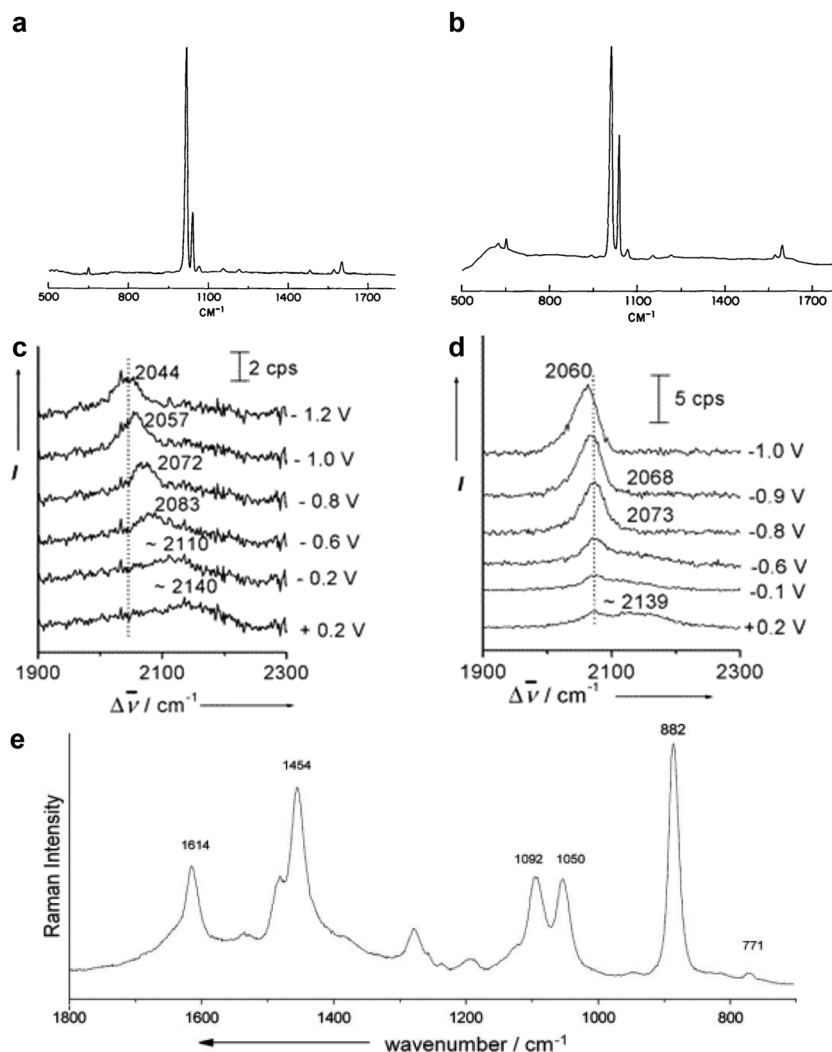 a
500 800 1100 1400 1700
CM⁻¹
b
500 800 1100 1400 1700
CM⁻¹
c
2 cps
2044
- 1.2 V
2057
- 1.0 V
2072
- 0.8 V
2083
- 0.6 V
~ 2110
- 0.2 V
~ 2140
+ 0.2 V
I
1900 2100 2300
Δν̄ / cm⁻¹
d
2060
5 cps
-1.0 V
2068
-0.9 V
2073
-0.8 V
-0.6 V
-0.1 V
~ 2139
+0.2 V
I
1900 2100 2300
Δν̄ / cm⁻¹
e
882
1454
1614
1092 1050
771
Raman Intensity
1800 1600 1400 1200 1000 800
wavenumber / cm⁻¹